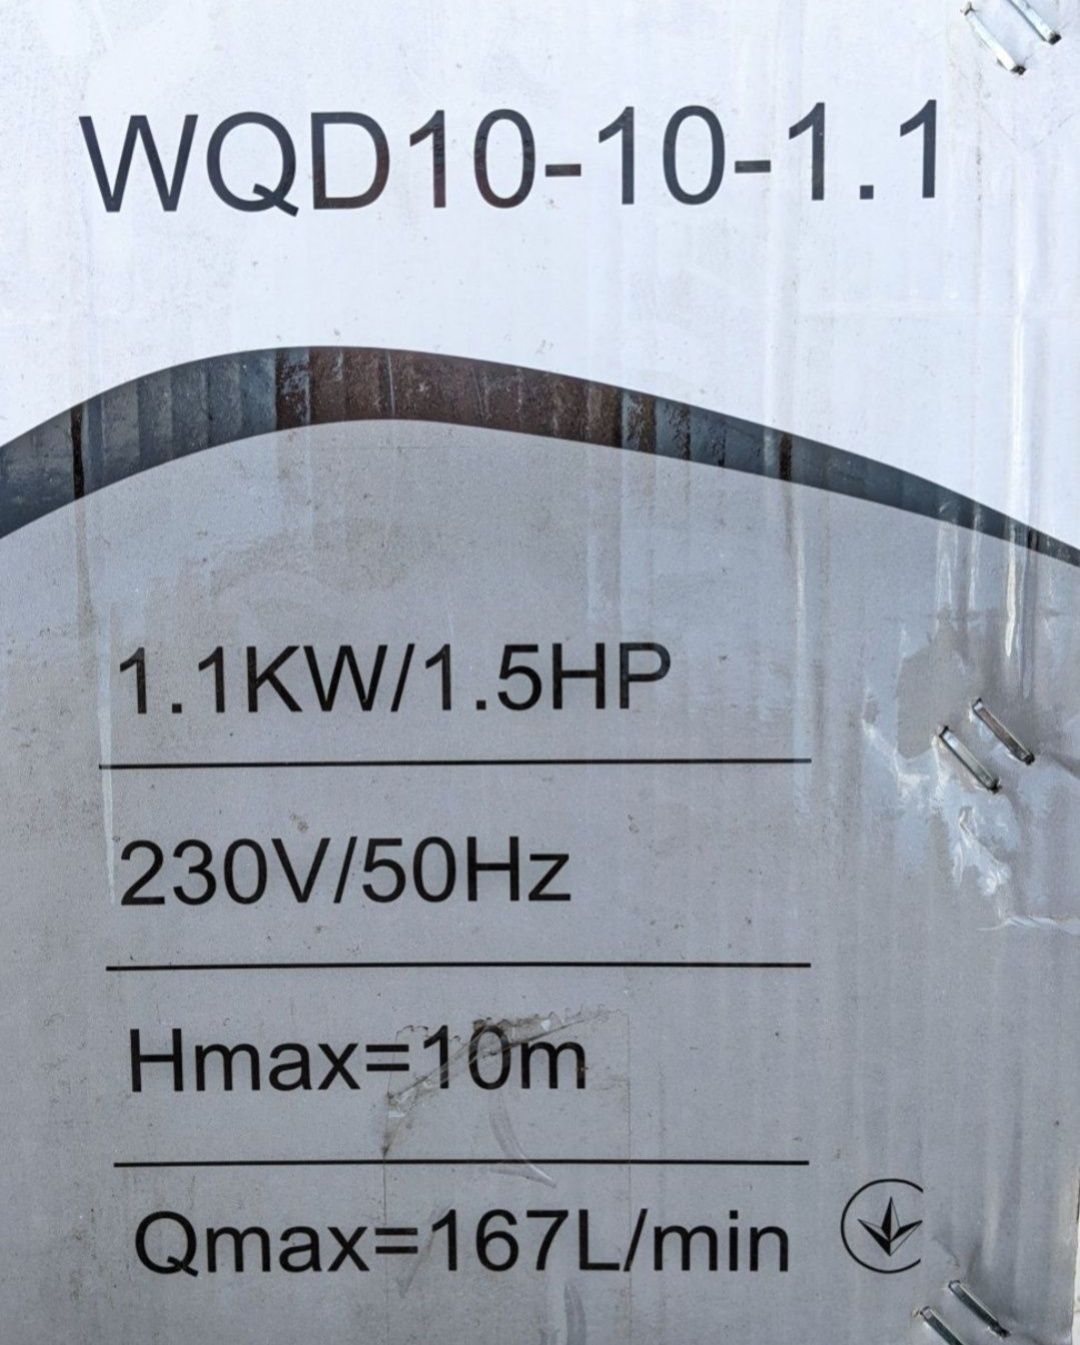 WQD10-10-1.1
1.1KW/1.5HP
230V/50Hz
Hmax=10m
Qmax=167L/min